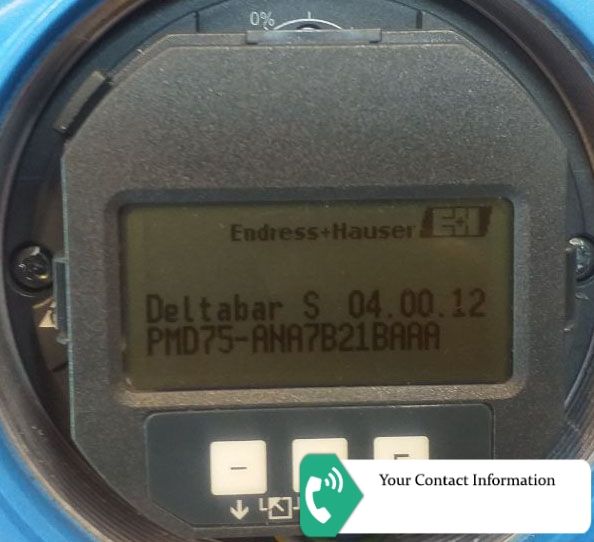 0%
Endress+Hauser E+H
Deltabar S 04.00.12
PMD75-ANA7B21BAAA
–
Your Contact Information